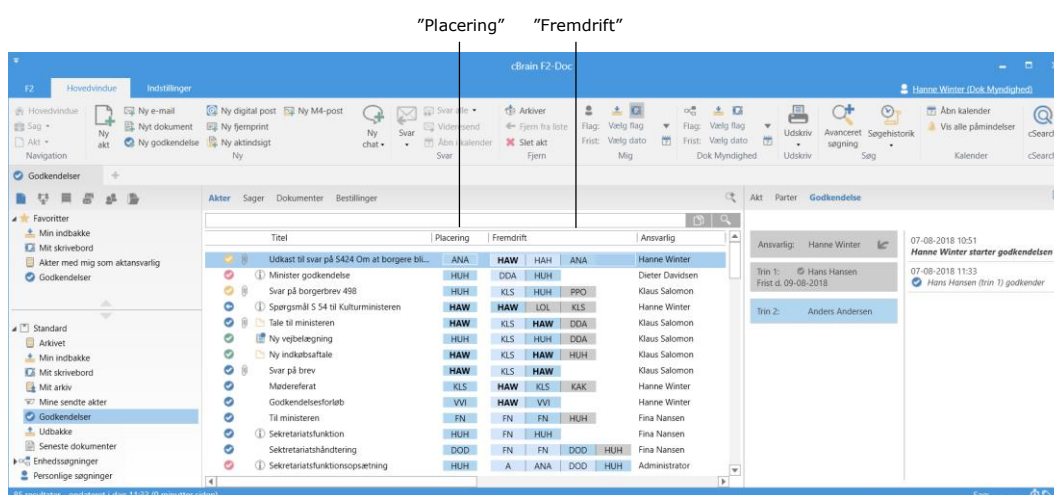 "Placering" "Fremdrift"
cBrain F2-Doc
F2 Hovedvindue Indstillinger Hanne Winter (Dok Myndighed)
Hovedvindue Ny e-mail Ny digital post Ny M4-post Svar alle Arkiver Flag: Vælg flag Flag: Vælg flag Åbn kalender
Sag Nyt dokument Ny fjernprint Videresend Fjern fra liste Frist: Vælg dato Frist: Vælg dato Vis alle påmindelser
Akt Ny akt Ny godkendelse Ny aktindsigt Ny chat Svar Åbn i kalender Slet akt Udskriv Avanceret søgning Søgehistorik cSearch
Navigation Ny Svar Fjern Mig Dok Myndighed Udskriv Søg Kalender cSearch
Godkendelser +
Akter Sager Dokumenter Bestillinger Akt Parter Godkendelse
Favoritter
Min indbakke
Mit skrivebord
Akter med mig som aktansvarlig
Godkendelser
Standard
Arkivet
Min indbakke
Mit skrivebord
Mit arkiv
Mine sendte akter
Godkendelser
Udbakke
Seneste dokumenter
Enhedssøgninger
Personlige søgninger
Titel Placering Fremdrift Ansvarlig
Udkast til svar på S424 Om at borgere bli... ANA HAW HAH ANA Hanne Winter
Minister godkendelse HUH DDA HUH Dieter Davidsen
Svar på borgerbrev 498 HUH KLS HUH PPO Klaus Salomon
Spørgsmål S 54 til Kulturministeren HAW HAW LOL KLS Hanne Winter
Tale til ministeren HAW KLS HAW DDA Klaus Salomon
Ny vejbelægning HUH KLS HUH DDA Klaus Salomon
Ny indkøbsaftale HAW KLS HAW HUH Klaus Salomon
Svar på brev HAW KLS HAW Klaus Salomon
Mødereferat KLS HAW KLS KAK Hanne Winter
Godkendelsesforløb VVI HAW VVI Hanne Winter
Til ministeren FN FN FN HUH Fina Nansen
Sekretariatsfunktion HUH FN HUH Fina Nansen
Sektretariatshåndtering DOD FN FN DOD HUH Fina Nansen
Sekretariatsfunktionsopsætning HUH A ANA DOD HUH Administrator
Ansvarlig: Hanne Winter
Trin 1: Hans Hansen
Frist d. 09-08-2018
Trin 2: Anders Andersen
07-08-2018 10:51
Hanne Winter starter godkendelsen
07-08-2018 11:33
Hans Hansen (trin 1) godkender